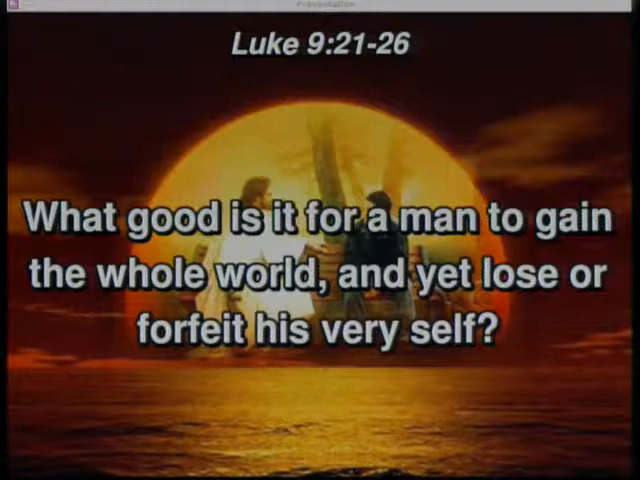 Presentation
Luke 9:21-26
What good is it for a man to gain
the whole world, and yet lose or
forfeit his very self?